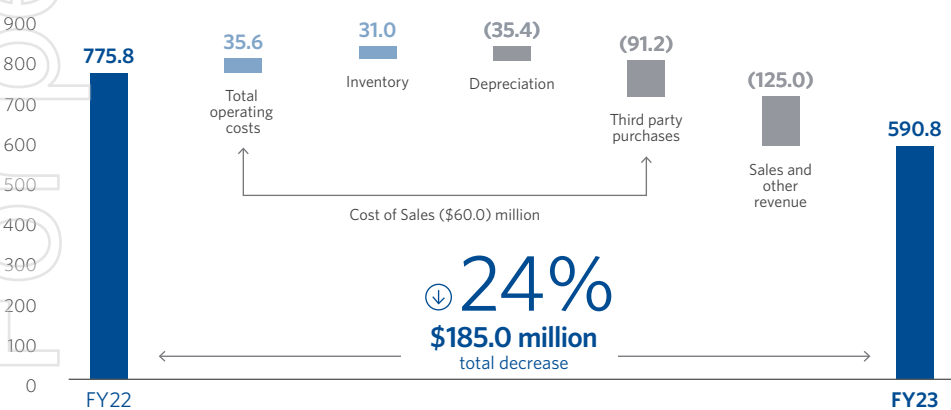 900
800
700
600
500
400
300
200
100
0
775.8
FY22
35.6
Total
operating
costs
31.0
Inventory
(35.4)
Depreciation
(91.2)
Third party
purchases
(125.0)
Sales and
other
revenue
590.8
FY23
Cost of Sales ($60.0) million
24%
$185.0 million
total decrease